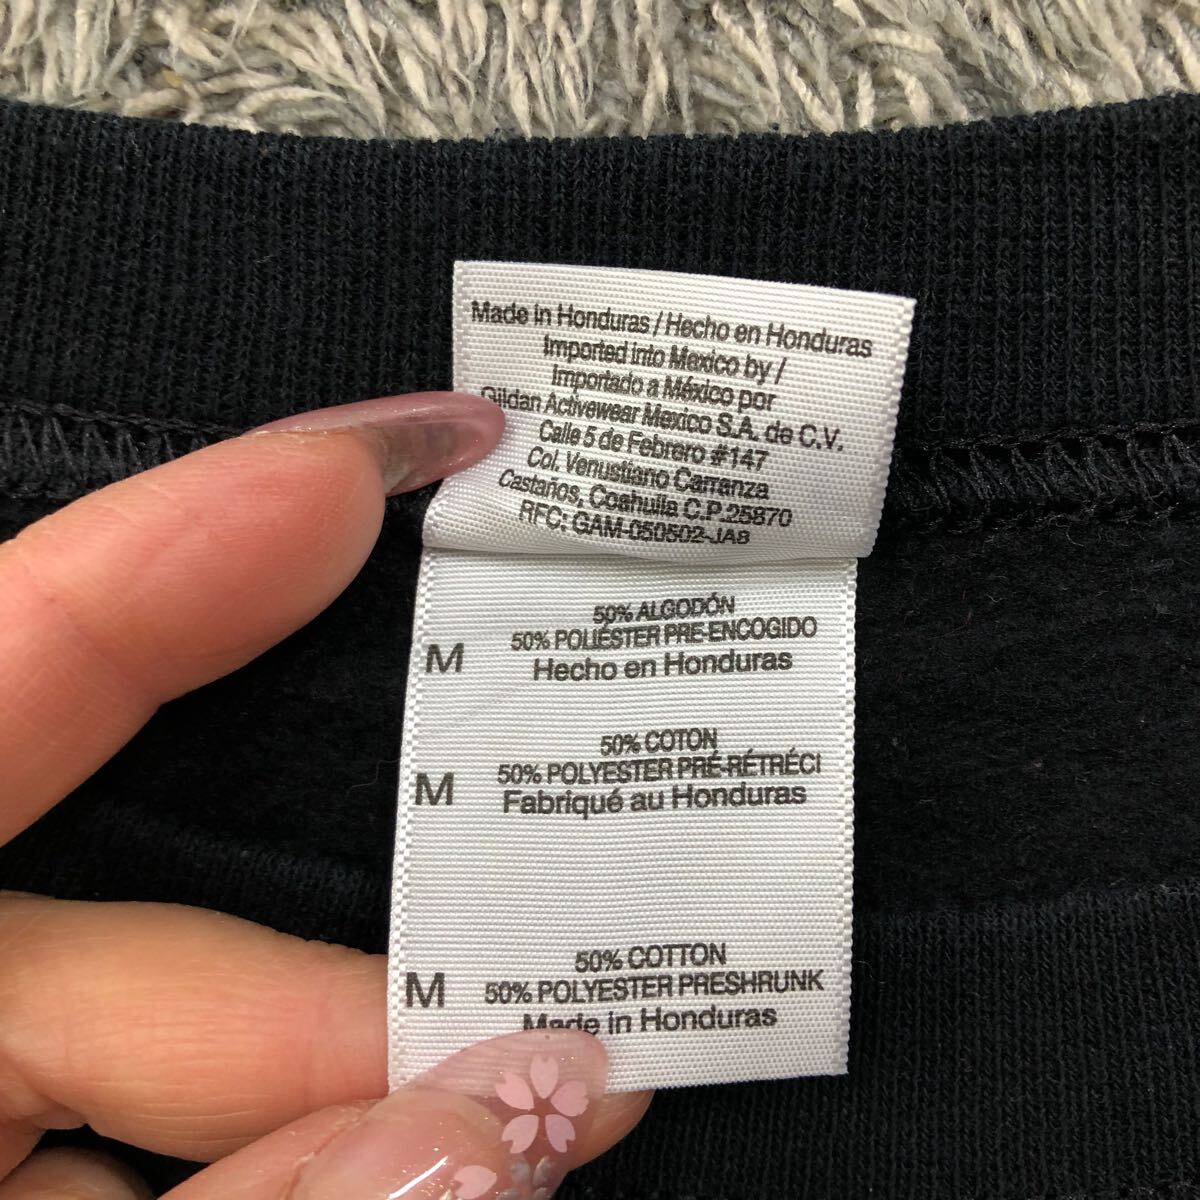 Made in Honduras / Hecho en Honduras
Imported into Mexico by /
Importado a México por
Gildan Activewear Mexico S.A. de C.V.
Calle 5 de Febrero #147
Col. Venustiano Carranza
Castaños, Coahuila C.P.25870
RFC: GAM-050502-JA8
50% ALGODÓN
50% POLIÉSTER PRE-ENCOGIDO
M
Hecho en Honduras
50% COTON
50% POLYESTER PRÉ-RÉTRÉCI
M
Fabriqué au Honduras
50% COTTON
50% POLYESTER PRESHRUNK
M
Made in Honduras